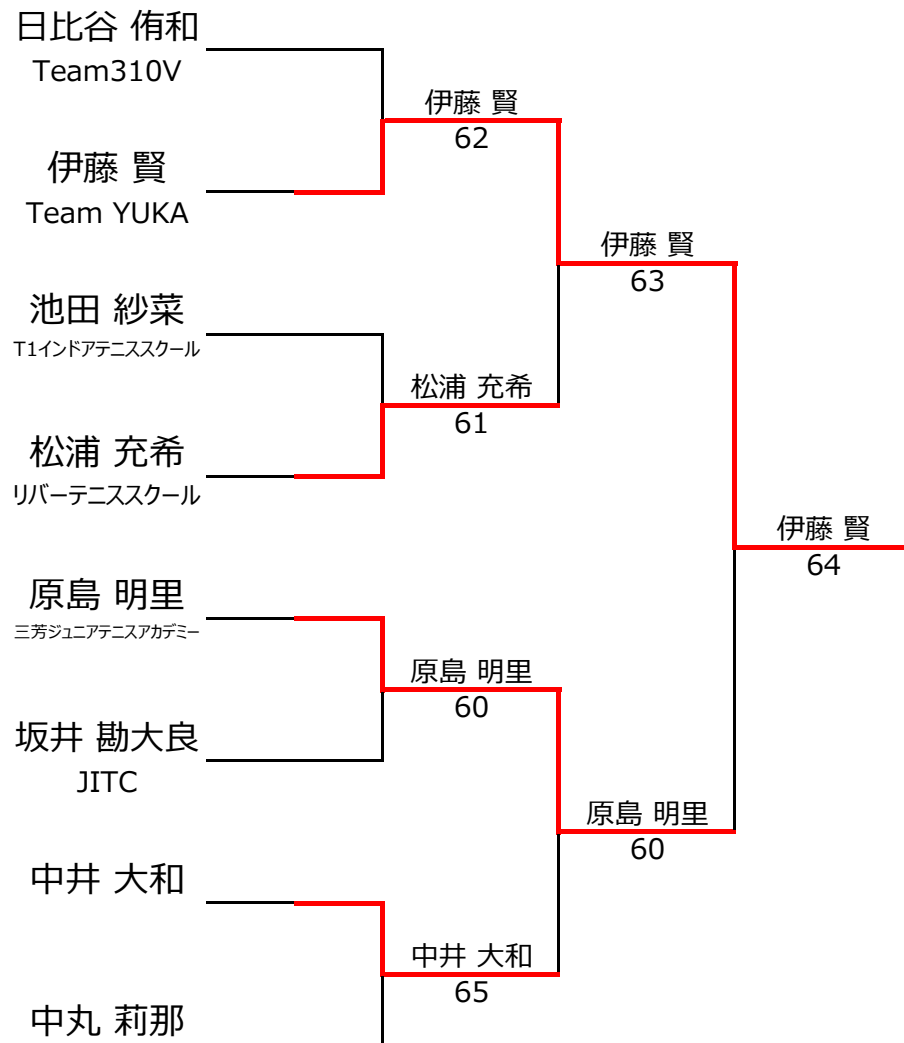 日比谷 侑和
Team310V
伊藤 賢
62
伊藤 賢
Team YUKA
伊藤 賢
63
池田 紗菜
T1インドアテニススクール
松浦 充希
61
松浦 充希
リバーテニススクール
伊藤 賢
64
原島 明里
三芳ジュニアテニスアカデミー
原島 明里
60
坂井 勘大良
JITC
原島 明里
60
中井 大和
中井 大和
65
中丸 莉那